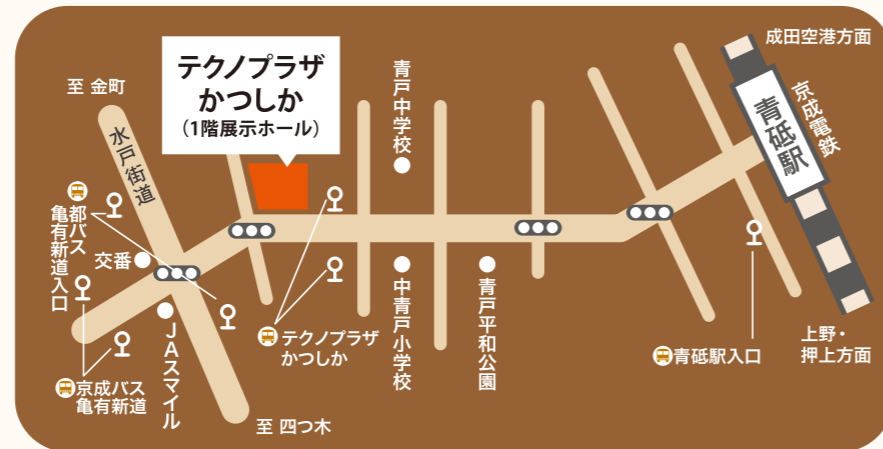 成田空港方面
京成電鉄
青砥駅
上野・
押上方面
テクノプラザ
かつしか
(1階展示ホール)
至 金町
水戸街道
青戸中学校
都バス
亀有新道入口
交番
JAスマイル
京成バス
亀有新道
テクノプラザ
かつしか
中青戸小学校
青戸平和公園
青砥駅入口
至 四つ木